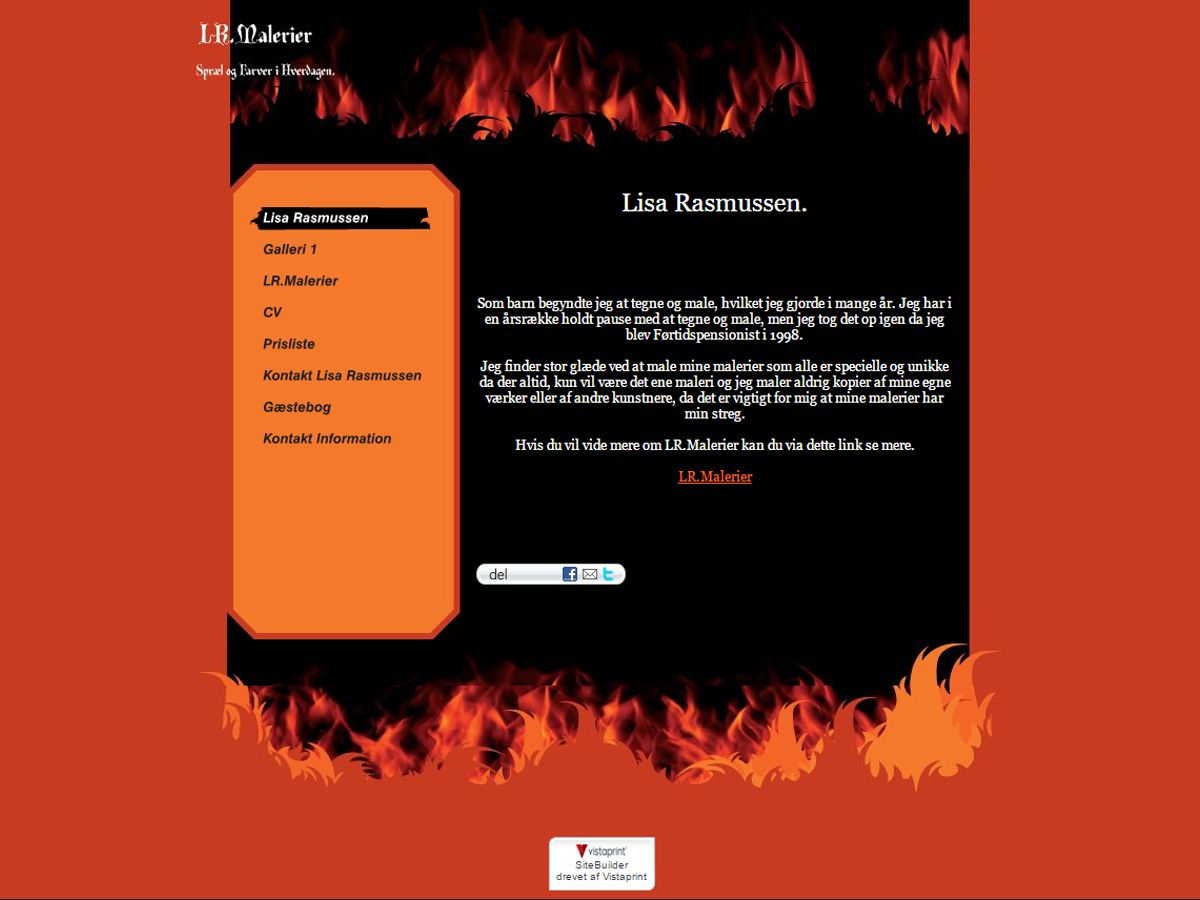 LR.Malerier
Spræl og Farver i Hverdagen.
Lisa Rasmussen
Galleri 1
LR.Malerier
CV
Prisliste
Kontakt Lisa Rasmussen
Gæstebog
Kontakt Information
Lisa Rasmussen.
Som barn begyndte jeg at tegne og male, hvilket jeg gjorde i mange år. Jeg har i
en årsrække holdt pause med at tegne og male, men jeg tog det op igen da jeg
blev Førtidspensionist i 1998.
Jeg finder stor glæde ved at male mine malerier som alle er specielle og unikke
da der altid, kun vil være det ene maleri og jeg maler aldrig kopier af mine egne
værker eller af andre kunstnere, da det er vigtigt for mig at mine malerier har
min streg.
Hvis du vil vide mere om LR.Malerier kan du via dette link se mere.
LR.Malerier
del
vistaprint
SiteBuilder
drevet af Vistaprint